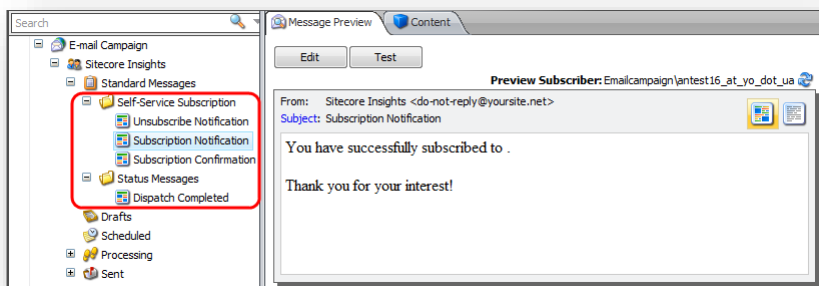 Search
E-mail Campaign
Sitecore Insights
Standard Messages
Self-Service Subscription
Unsubscribe Notification
Subscription Notification
Subscription Confirmation
Status Messages
Dispatch Completed
Drafts
Scheduled
Processing
Sent
Message Preview Content
Edit Test
Preview Subscriber: Emailcampaign\antest16_at_yo_dot_ua
From: Sitecore Insights <do-not-reply@yoursite.net>
Subject: Subscription Notification
You have successfully subscribed to .
Thank you for your interest!